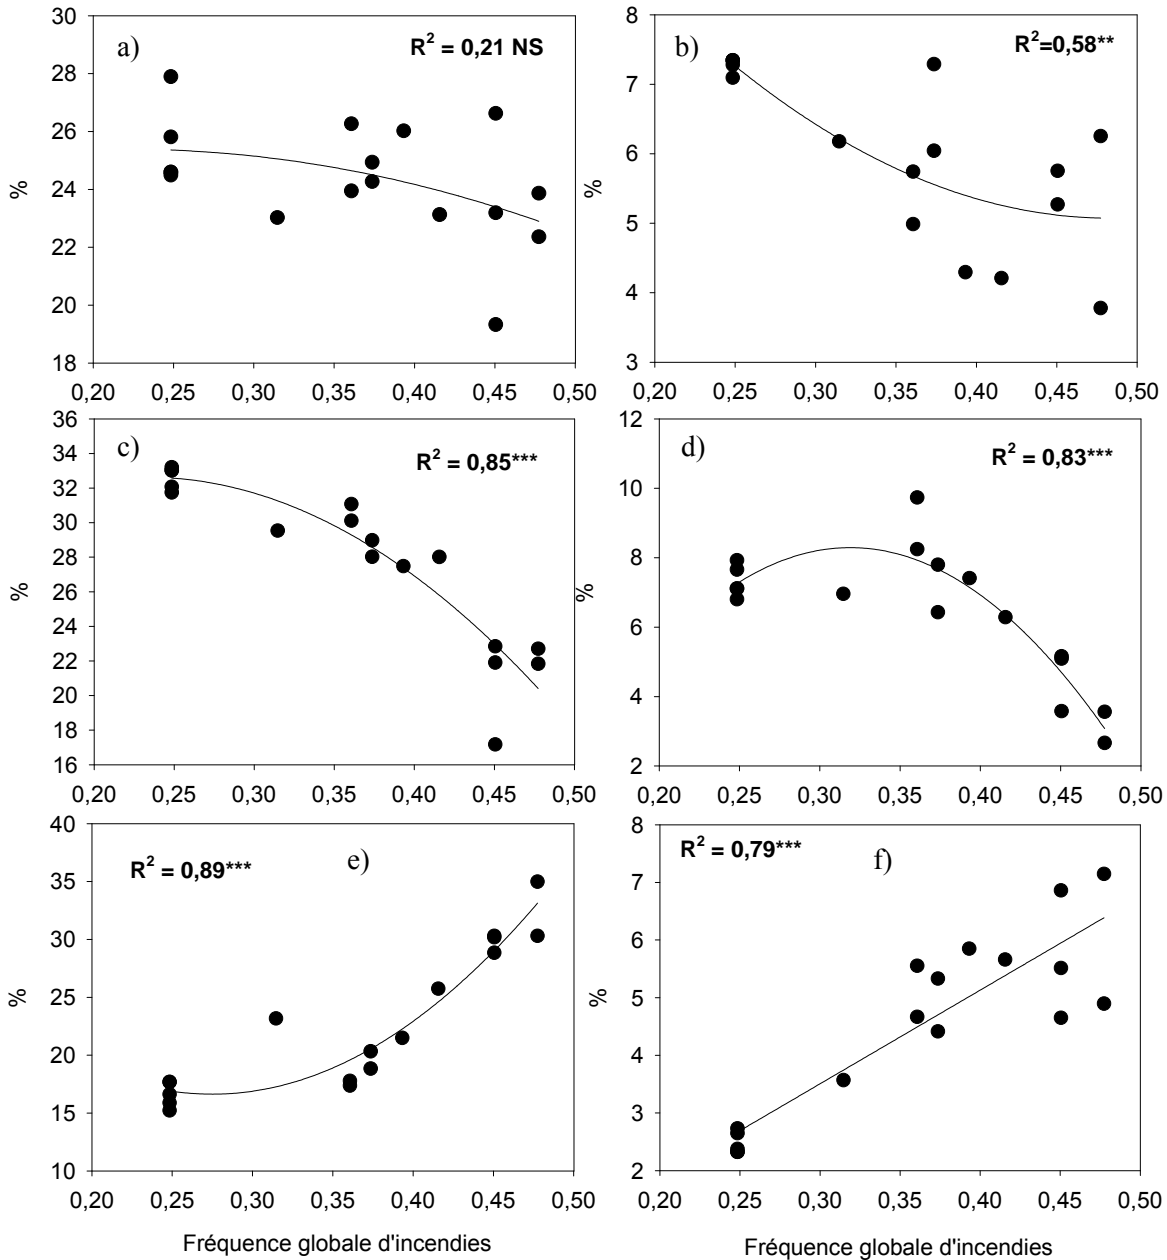 a)
R² = 0,21 NS
30
28
26
24
22
20
18
%
0,20 0,25 0,30 0,35 0,40 0,45 0,50
b)
R²=0,58**
8
7
6
5
4
3
%
0,20 0,25 0,30 0,35 0,40 0,45 0,50
c)
R² = 0,85***
36
34
32
30
28
26
24
22
20
18
16
%
0,20 0,25 0,30 0,35 0,40 0,45 0,50
d)
R² = 0,83***
12
10
8
6
4
2
%
0,20 0,25 0,30 0,35 0,40 0,45 0,50
R² = 0,89***
e)
40
35
30
25
20
15
10
%
0,20 0,25 0,30 0,35 0,40 0,45 0,50
Fréquence globale d'incendies
R² = 0,79***
f)
8
7
6
5
4
3
2
%
0,20 0,25 0,30 0,35 0,40 0,45 0,50
Fréquence globale d'incendies